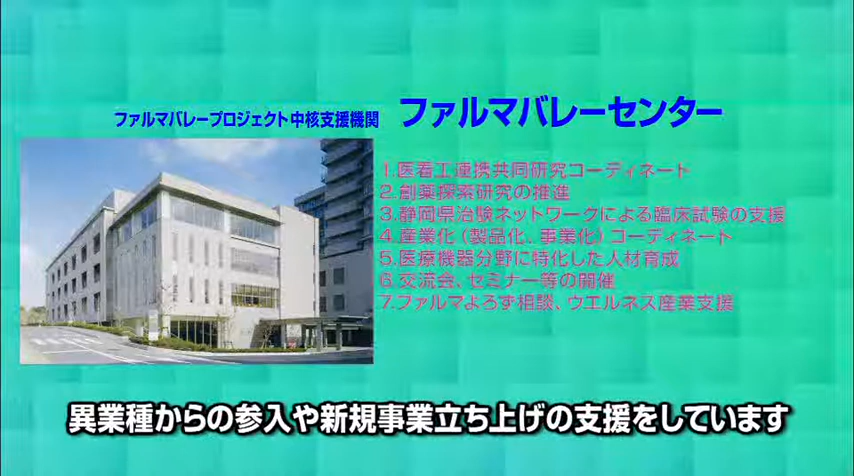 ファルマバレープロジェクト中核支援機関 ファルマバレーセンター
1.医看工連携共同研究コーディネート
2.創薬探索研究の推進
3.静岡県治験ネットワークによる臨床試験の支援
4.産業化（製品化、事業化）コーディネート
5.医療機器分野に特化した人材育成
6.交流会、セミナー等の開催
7.ファルマよろず相談、ウエルネス産業支援
異業種からの参入や新規事業立ち上げの支援をしています